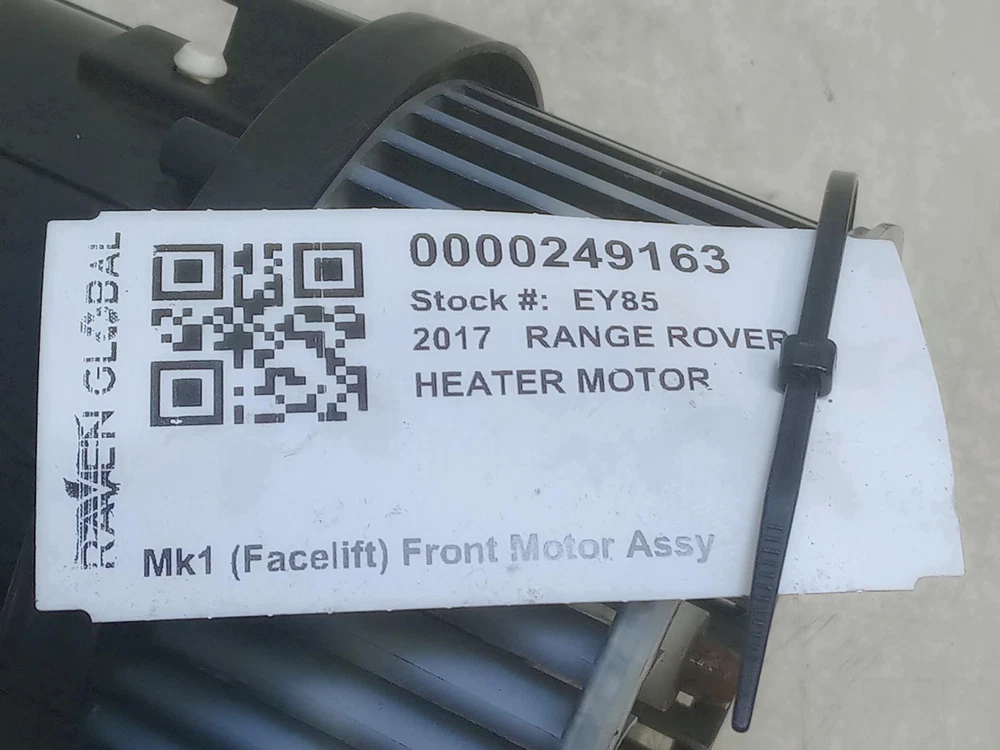 0000249163
Stock #: EY85
2017 RANGE ROVER
HEATER MOTOR
Mk1 (Facelift) Front Motor Assy
RAVEN GLOBAL